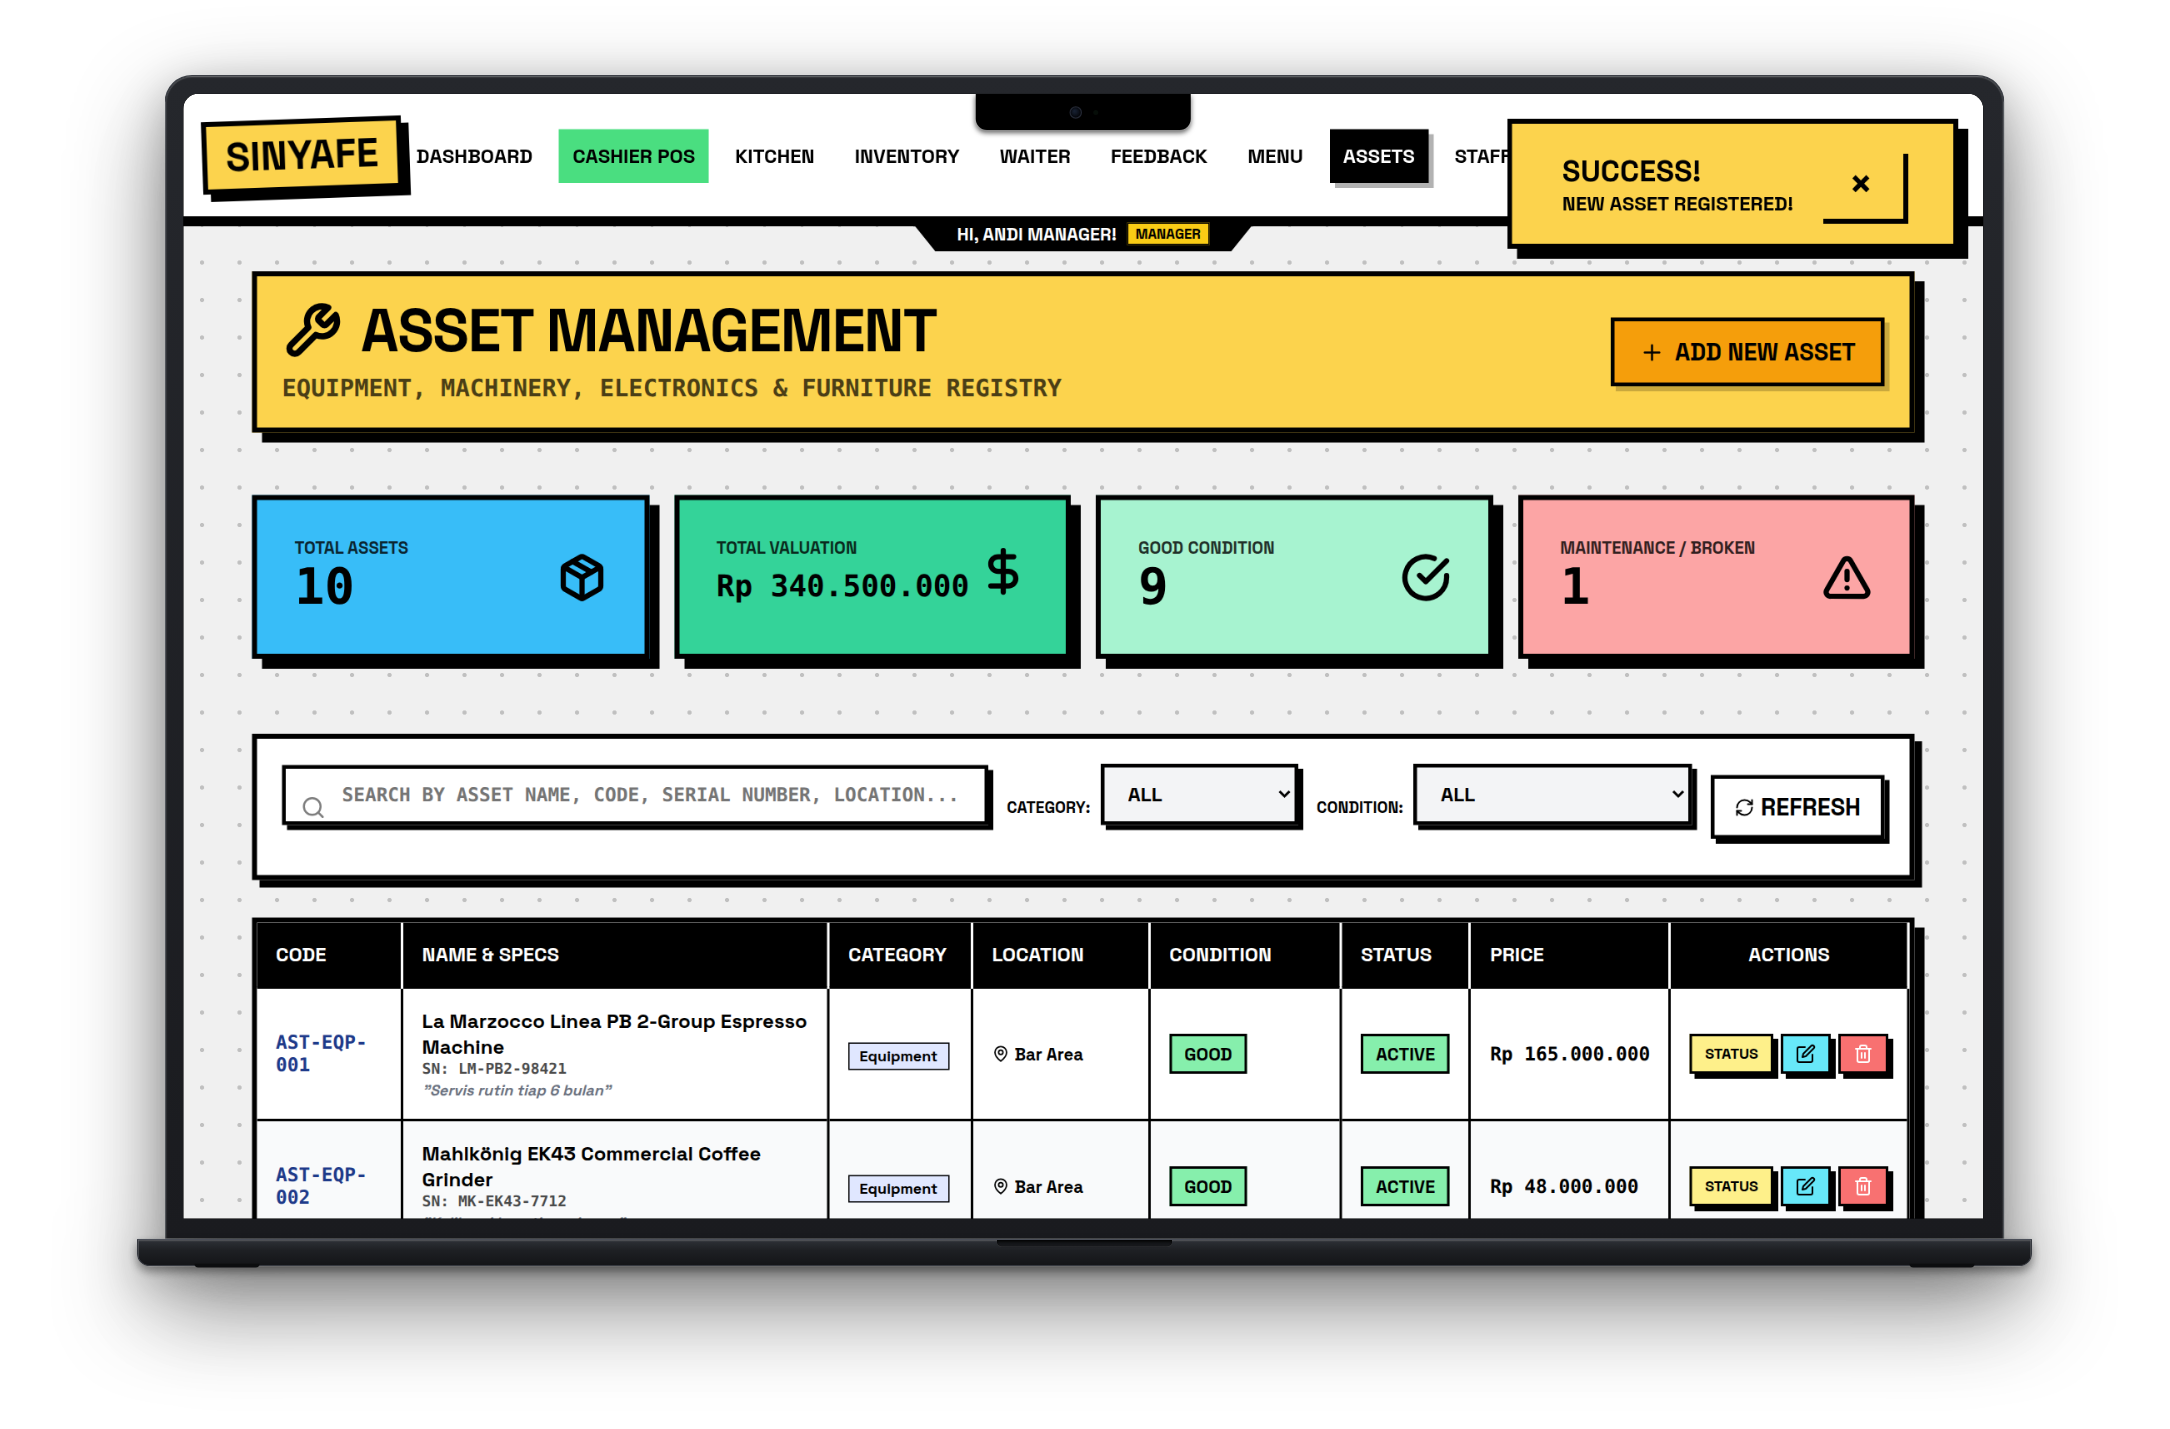 SINYAFE
DASHBOARD
CASHIER POS
KITCHEN
INVENTORY
WAITER
FEEDBACK
MENU
ASSETS
STAFF
SUCCESS!
NEW ASSET REGISTERED!
HI, ANDI MANAGER!
MANAGER
ASSET MANAGEMENT
EQUIPMENT, MACHINERY, ELECTRONICS & FURNITURE REGISTRY
+ ADD NEW ASSET
TOTAL ASSETS
10
TOTAL VALUATION
Rp 340.500.000
GOOD CONDITION
9
MAINTENANCE / BROKEN
1
SEARCH BY ASSET NAME, CODE, SERIAL NUMBER, LOCATION...
CATEGORY:
ALL
CONDITION:
ALL
REFRESH
CODE
NAME & SPECS
CATEGORY
LOCATION
CONDITION
STATUS
PRICE
ACTIONS
AST-EQP-
001
La Marzocco Linea PB 2-Group Espresso
Machine
SN: LM-PB2-98421
"Servis rutin tiap 6 bulan"
Equipment
Bar Area
GOOD
ACTIVE
Rp 165.000.000
STATUS
AST-EQP-
002
Mahlkönig EK43 Commercial Coffee
Grinder
SN: MK-EK43-7712
Equipment
Bar Area
GOOD
ACTIVE
Rp 48.000.000
STATUS